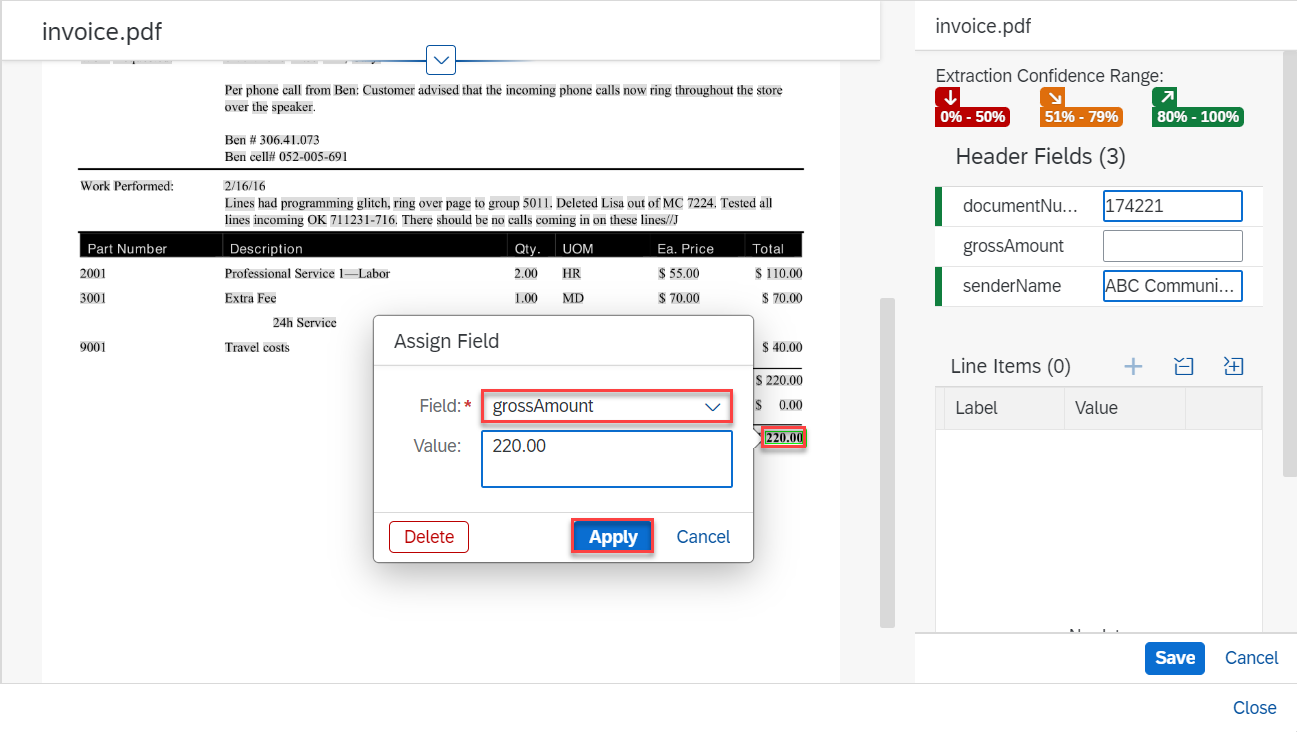 invoice.pdf
Per phone call from Ben: Customer advised that the incoming phone calls now ring throughout the store
over the speaker.
Ben # 306.41.073
Ben cell# 052-005-691
Work Performed: 2/16/16
Lines had programming glitch, ring over page to group 5011. Deleted Lisa out of MC 7224. Tested all
lines incoming OK 711231-716. There should be no calls coming in on these lines//J
Part Number Description Qty. UOM Ea. Price Total
2001 Professional Service 1—Labor 2.00 HR $ 55.00 $ 110.00
3001 Extra Fee 1.00 MD $ 70.00 $ 70.00
24h Service
9001 Travel costs $ 40.00
$ 220.00
$ 0.00
220.00
Assign Field
Field:* grossAmount
Value: 220.00
Delete Apply Cancel
invoice.pdf
Extraction Confidence Range:
0% - 50% 51% - 79% 80% - 100%
Header Fields (3)
documentNu... 174221
grossAmount
senderName ABC Communi...
Line Items (0)
Label Value
Save Cancel
Close